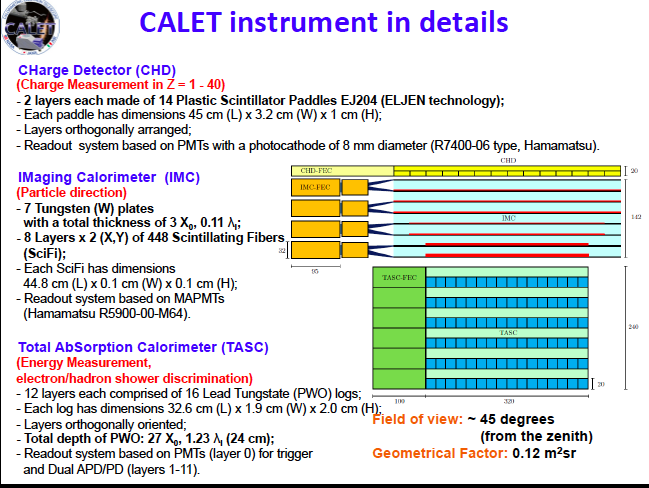 CALET
CALET instrument in details
CHarge Detector (CHD)
(Charge Measurement in Z = 1 - 40)
- 2 layers each made of 14 Plastic Scintillator Paddles EJ204 (ELJEN technology);
- Each paddle has dimensions 45 cm (L) x 3.2 cm (W) x 1 cm (H);
- Layers orthogonally arranged;
- Readout system based on PMTs with a photocathode of 8 mm diameter (R7400-06 type, Hamamatsu).
IMaging Calorimeter (IMC)
(Particle direction)
- 7 Tungsten (W) plates
with a total thickness of 3 X₀, 0.11 λᵢ;
- 8 Layers x 2 (X,Y) of 448 Scintillating Fibers
(SciFi);
- Each SciFi has dimensions
44.8 cm (L) x 0.1 cm (W) x 0.1 cm (H);
- Readout system based on MAPMTs
(Hamamatsu R5900-00-M64).
Total AbSorption Calorimeter (TASC)
(Energy Measurement,
electron/hadron shower discrimination)
- 12 layers each comprised of 16 Lead Tungstate (PWO) logs;
- Each log has dimensions 32.6 cm (L) x 1.9 cm (W) x 2.0 cm (H);
- Layers orthogonally oriented;
- Total depth of PWO: 27 X₀, 1.23 λᵢ (24 cm);
- Readout system based on PMTs (layer 0) for trigger
and Dual APD/PD (layers 1-11).
CHD
CHD-FEC
20
IMC-FEC
IMC
142
32
95
TASC-FEC
TASC
246
20
100
320
Field of view: ~ 45 degrees
(from the zenith)
Geometrical Factor: 0.12 m²sr